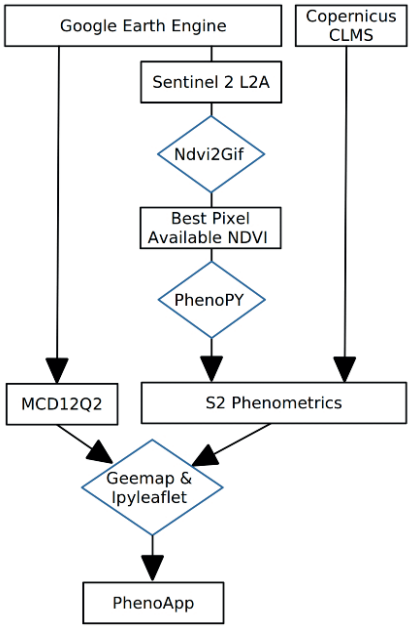 Google Earth Engine
Copernicus
CLMS
Sentinel 2 L2A
Ndvi2Gif
Best Pixel
Available NDVI
PhenoPY
MCD12Q2
S2 Phenometrics
Geemap &
Ipyleaflet
PhenoApp